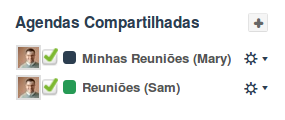 Agendas Compartilhadas
Minhas Reuniões (Mary)
Reuniões (Sam)